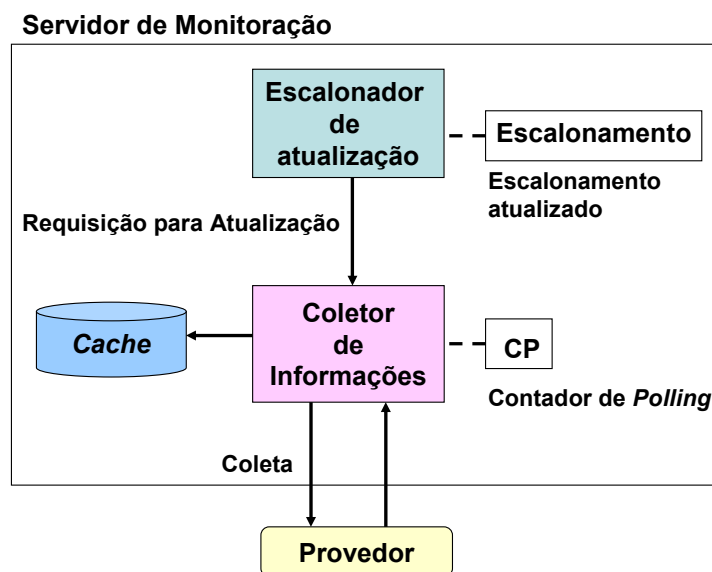 Servidor de Monitoração
Escalonador
de
atualização
Escalonamento
Escalonamento
atualizado
Requisição para Atualização
Cache
Coletor
de
Informações
CP
Contador de Polling
Coleta
Provedor